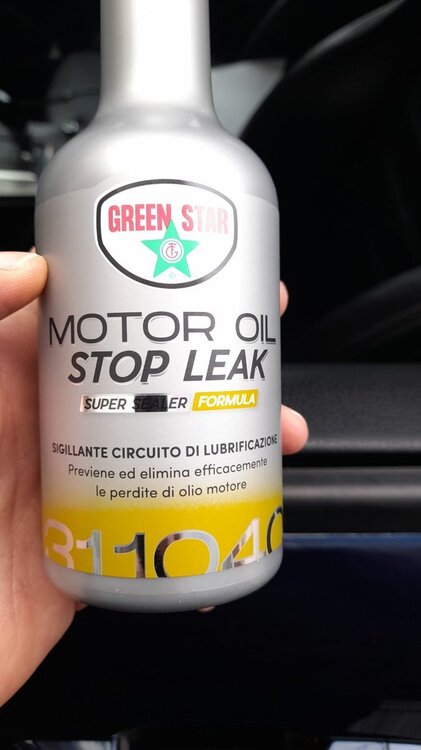 GREEN STAR
MOTOR OIL
STOP LEAK
SUPER SEALER FORMULA
SIGILLANTE CIRCUITO DI LUBRIFICAZIONE
Previene ed elimina efficacemente
le perdite di olio motore
311040